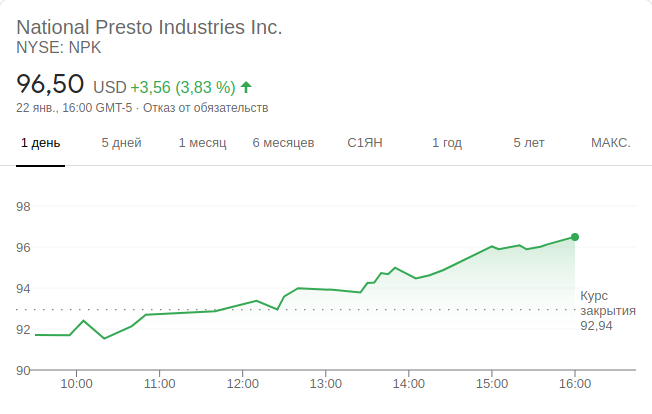 National Presto Industries Inc.
NYSE: NPK
96,50 USD +3,56 (3,83 %)
22 янв., 16:00 GMT-5 · Отказ от обязательств
1 день 5 дней 1 месяц 6 месяцев С1ЯН 1 год 5 лет МАКС.
98
96
94
92
90
Курс
закрытия
92,94
10:00 11:00 12:00 13:00 14:00 15:00 16:00